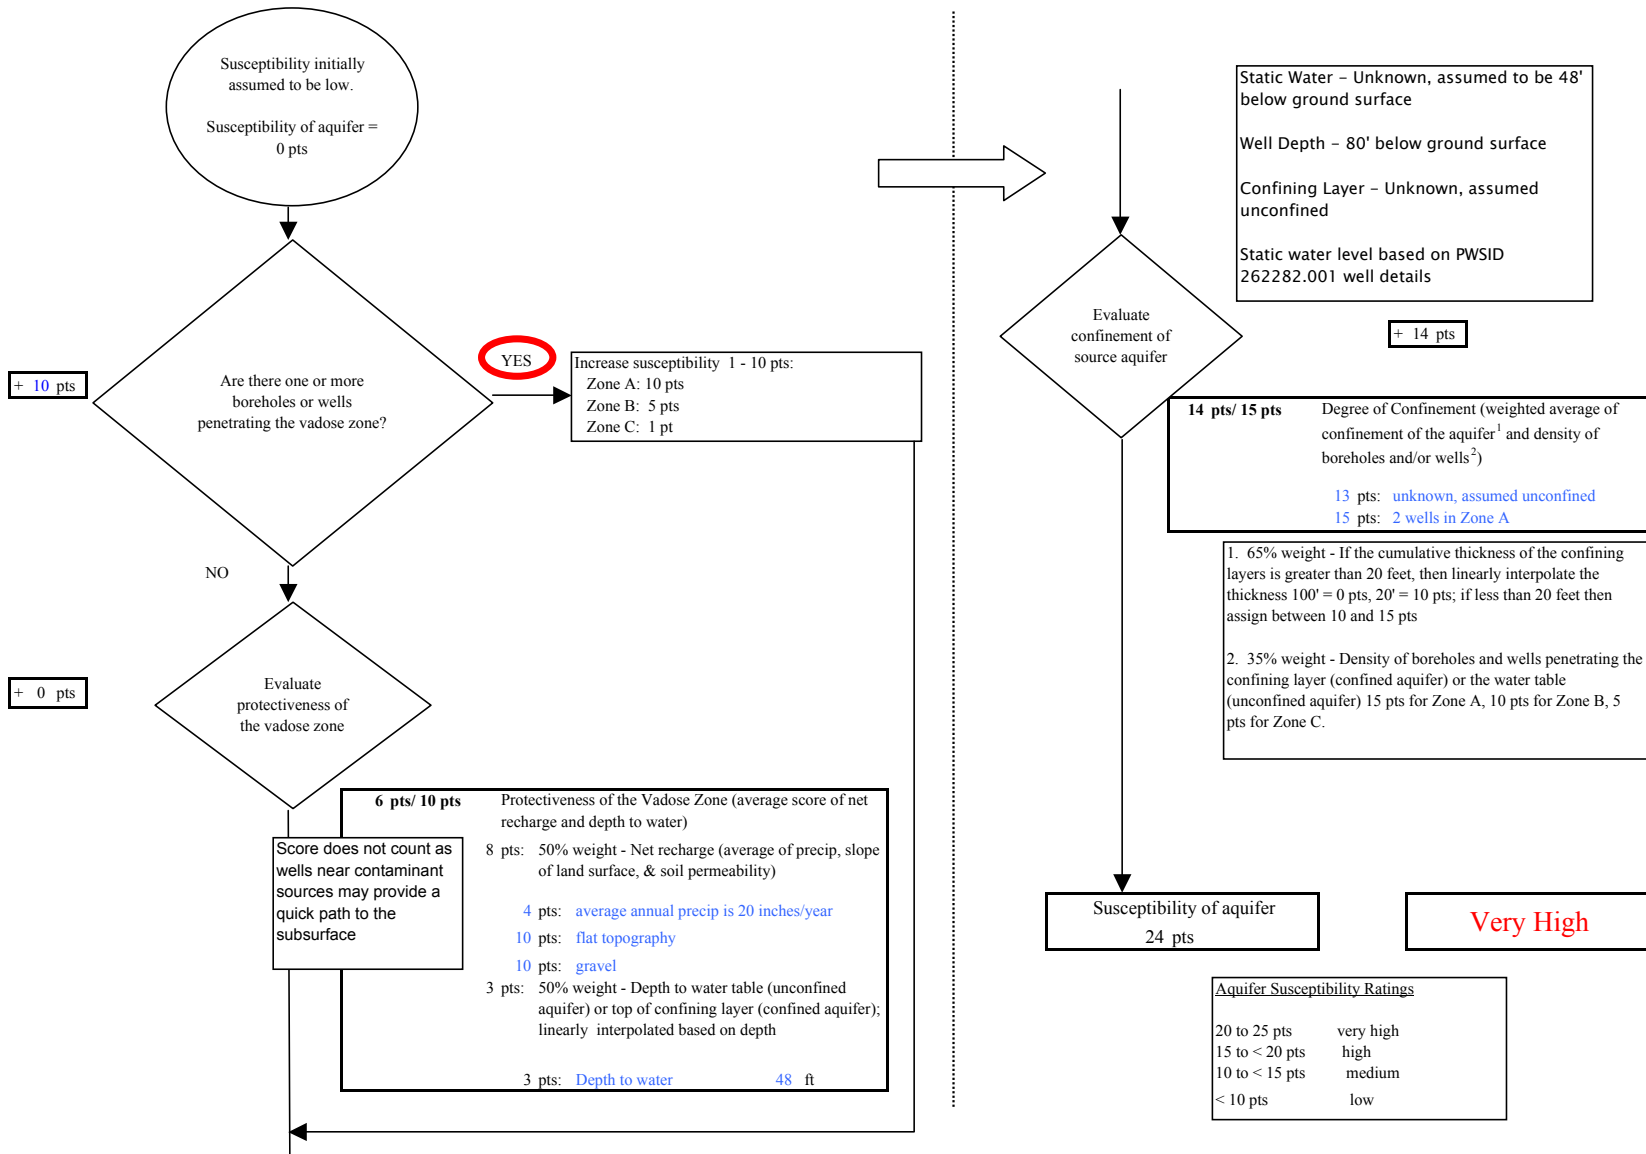 Susceptibility initially
assumed to be low.
Susceptibility of aquifer =
0 pts
+ 10 pts
Are there one or more
boreholes or wells
penetrating the vadose zone?
YES
Increase susceptibility 1 - 10 pts:
Zone A: 10 pts
Zone B: 5 pts
Zone C: 1 pt
NO
+ 0 pts
Evaluate
protectiveness of
the vadose zone
6 pts/ 10 pts Protectiveness of the Vadose Zone (average score of net
recharge and depth to water)
Score does not count as
wells near contaminant
sources may provide a
quick path to the
subsurface
8 pts: 50% weight - Net recharge (average of precip, slope
of land surface, & soil permeability)
4 pts: average annual precip is 20 inches/year
10 pts: flat topography
10 pts: gravel
3 pts: 50% weight - Depth to water table (unconfined
aquifer) or top of confining layer (confined aquifer);
linearly interpolated based on depth
3 pts: Depth to water 48 ft
Static Water – Unknown, assumed to be 48'
below ground surface
Well Depth – 80' below ground surface
Confining Layer – Unknown, assumed
unconfined
Static water level based on PWSID
262282.001 well details
Evaluate
confinement of
source aquifer
+ 14 pts
14 pts/ 15 pts Degree of Confinement (weighted average of
confinement of the aquifer1 and density of
boreholes and/or wells2)
13 pts: unknown, assumed unconfined
15 pts: 2 wells in Zone A
1. 65% weight - If the cumulative thickness of the confining
layers is greater than 20 feet, then linearly interpolate the
thickness 100' = 0 pts, 20' = 10 pts; if less than 20 feet then
assign between 10 and 15 pts
2. 35% weight - Density of boreholes and wells penetrating the
confining layer (confined aquifer) or the water table
(unconfined aquifer) 15 pts for Zone A, 10 pts for Zone B, 5
pts for Zone C.
Susceptibility of aquifer
24 pts
Very High
Aquifer Susceptibility Ratings
20 to 25 pts very high
15 to < 20 pts high
10 to < 15 pts medium
< 10 pts low